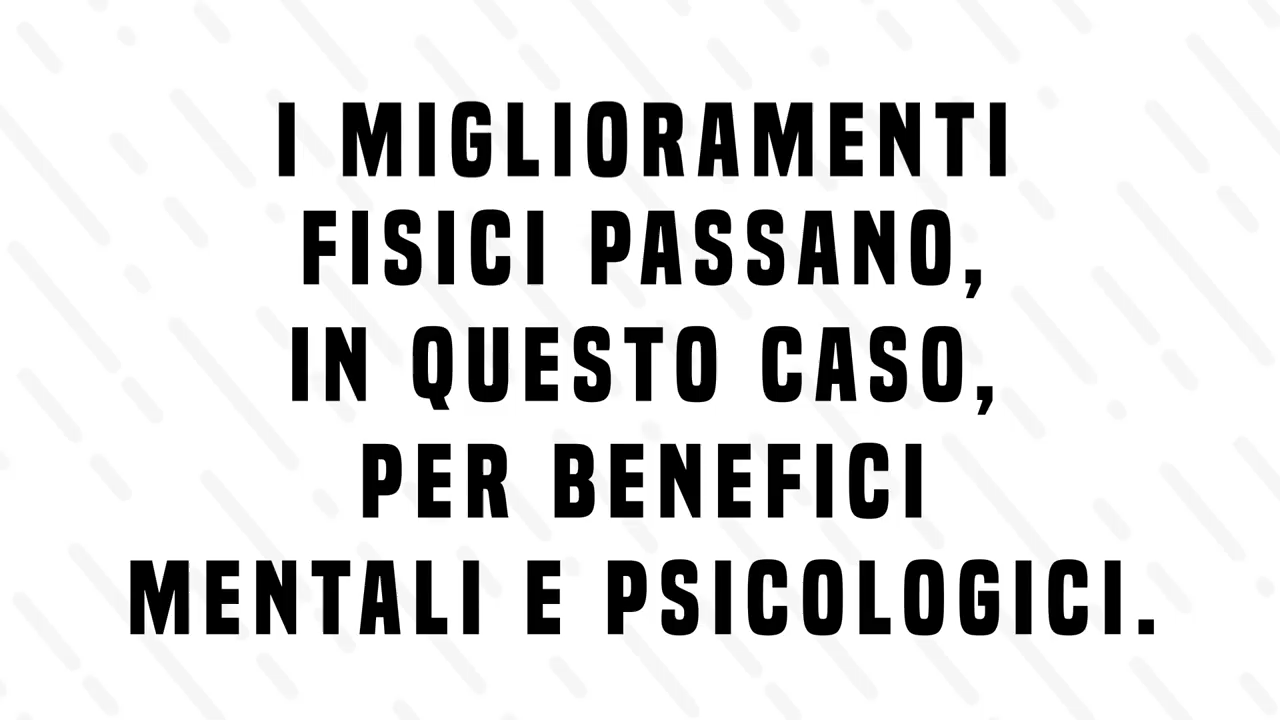 I MIGLIORAMENTI
FISICI PASSANO,
IN QUESTO CASO,
PER BENEFICI
MENTALI E PSICOLOGICI.